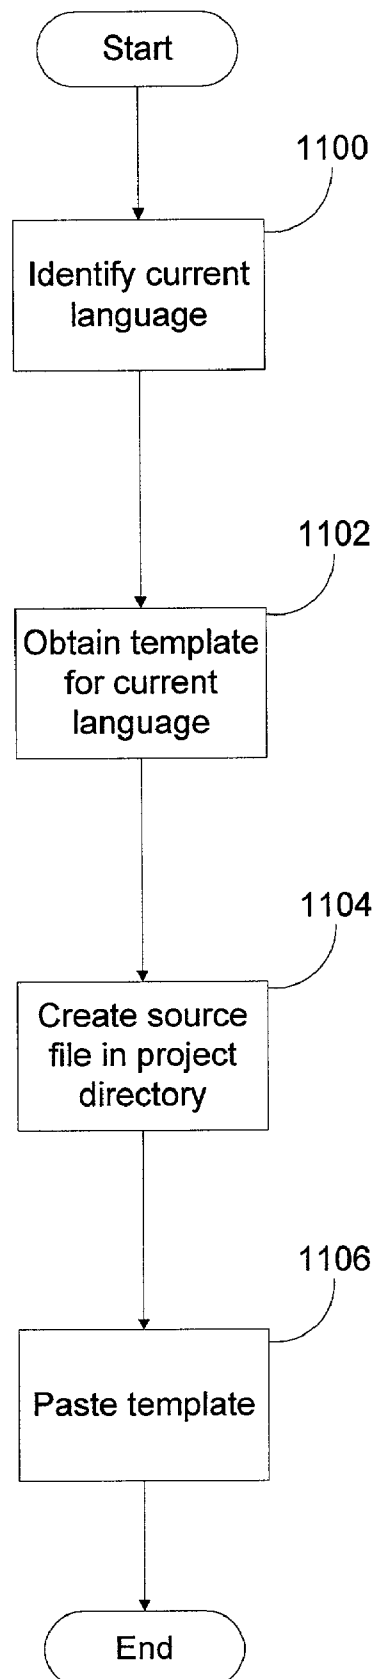 Start
1100
Identify current
language
1102
Obtain template
for current
language
1104
Create source
file in project
directory
1106
Paste template
End